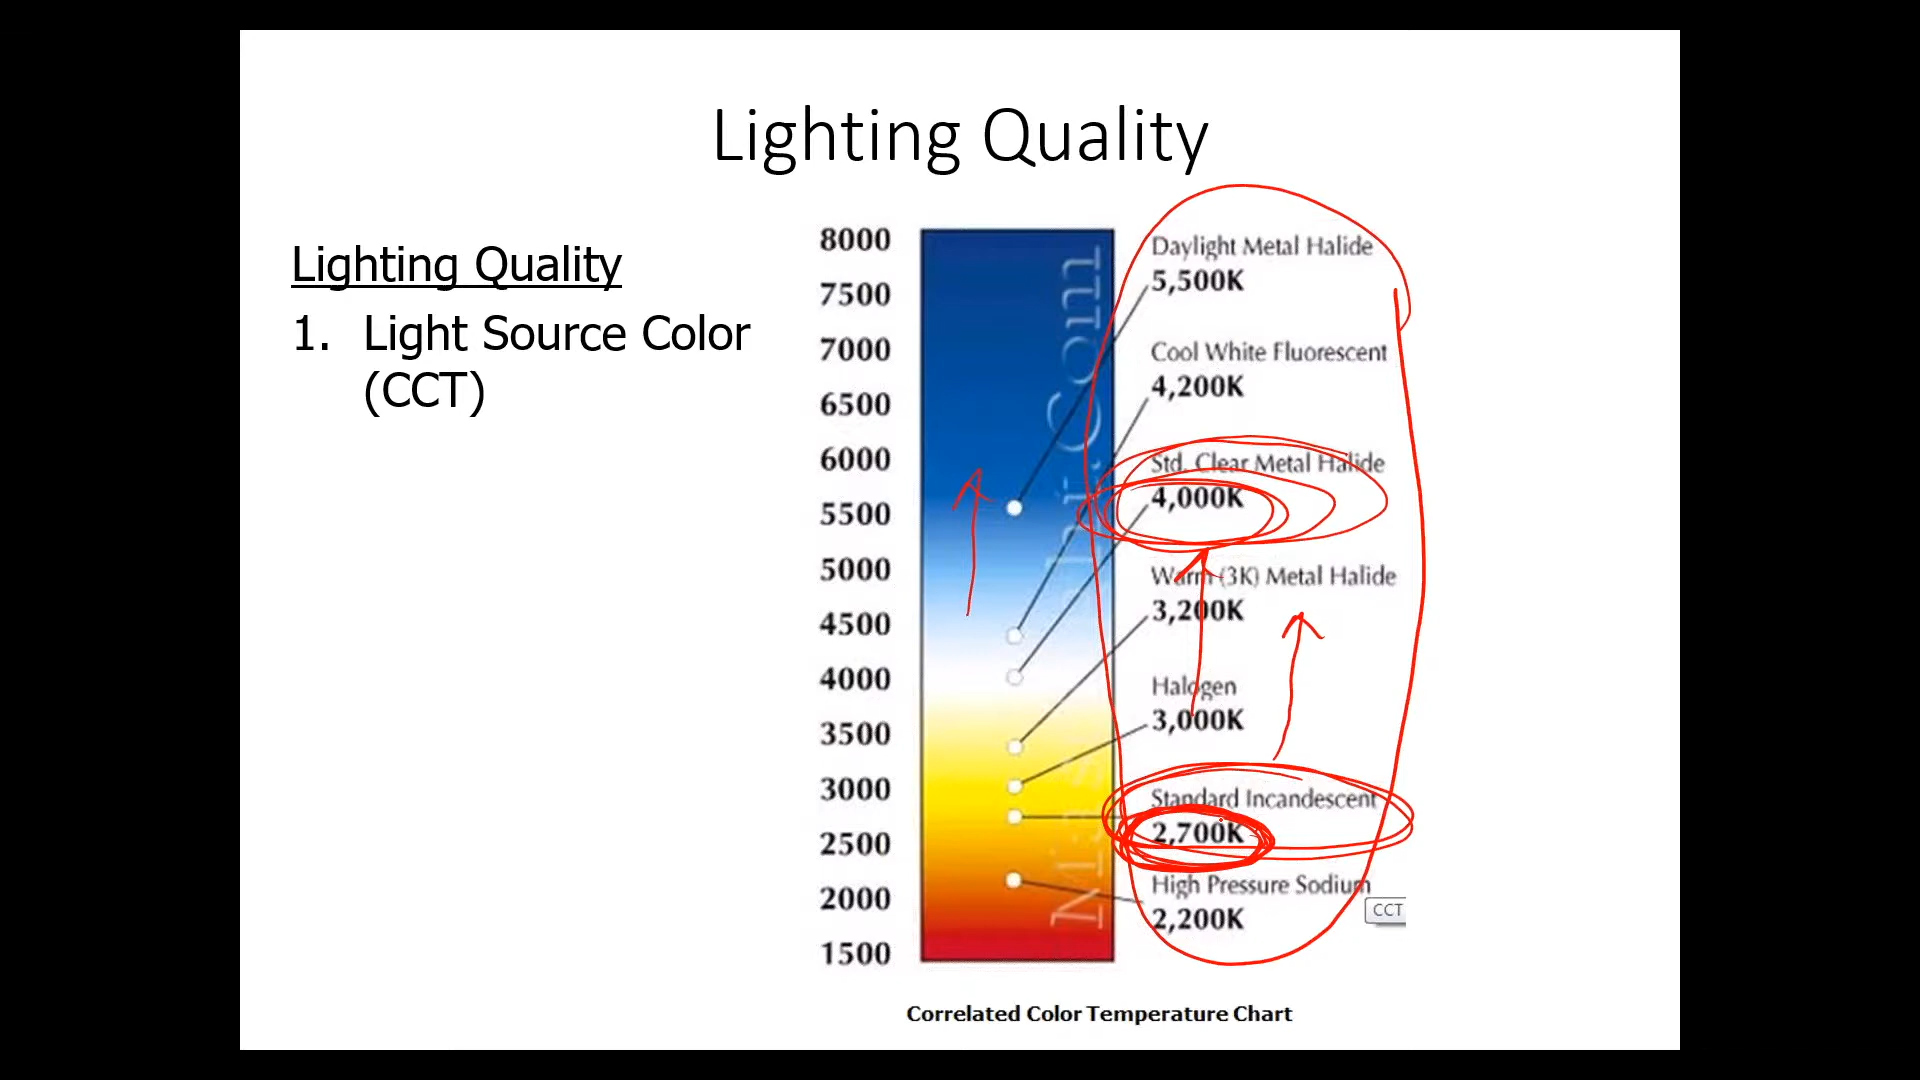 Lighting Quality
Lighting Quality
1. Light Source Color
(CCT)
8000
7500
7000
6500
6000
5500
5000
4500
4000
3500
3000
2500
2000
1500
Daylight Metal Halide
5,500K
Cool White Fluorescent
4,200K
Std. Clear Metal Halide
4,000K
Warm (3K) Metal Halide
3,200K
Halogen
3,000K
Standard Incandescent
2,700K
High Pressure Sodium
2,200K
CCT
Correlated Color Temperature Chart